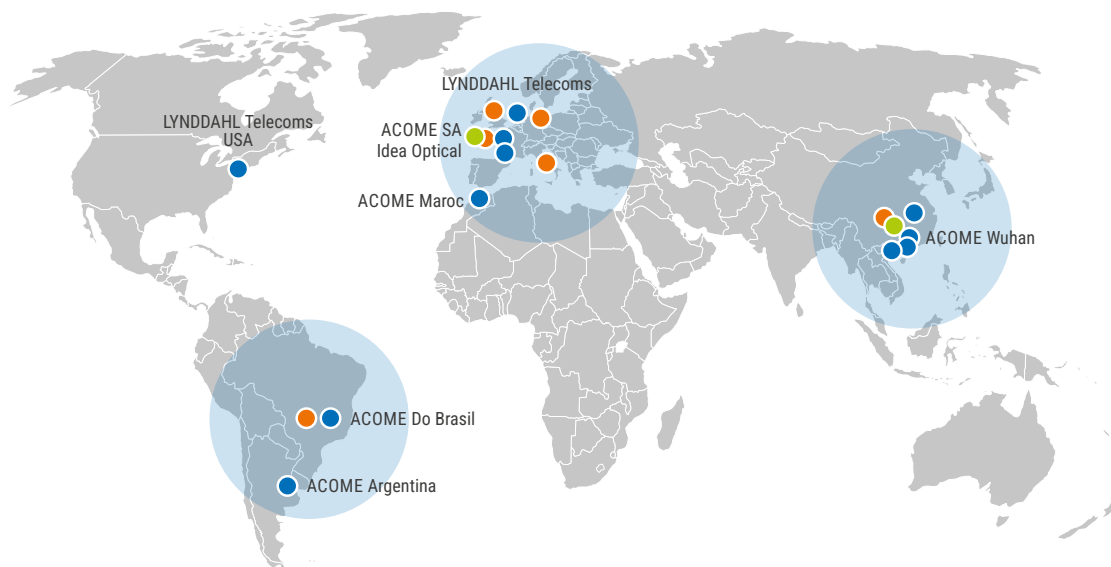 LYNDDAHL Telecoms
LYNDDAHL Telecoms
USA
ACOME SA
Idea Optical
ACOME Maroc
ACOME Wuhan
ACOME Do Brasil
ACOME Argentina